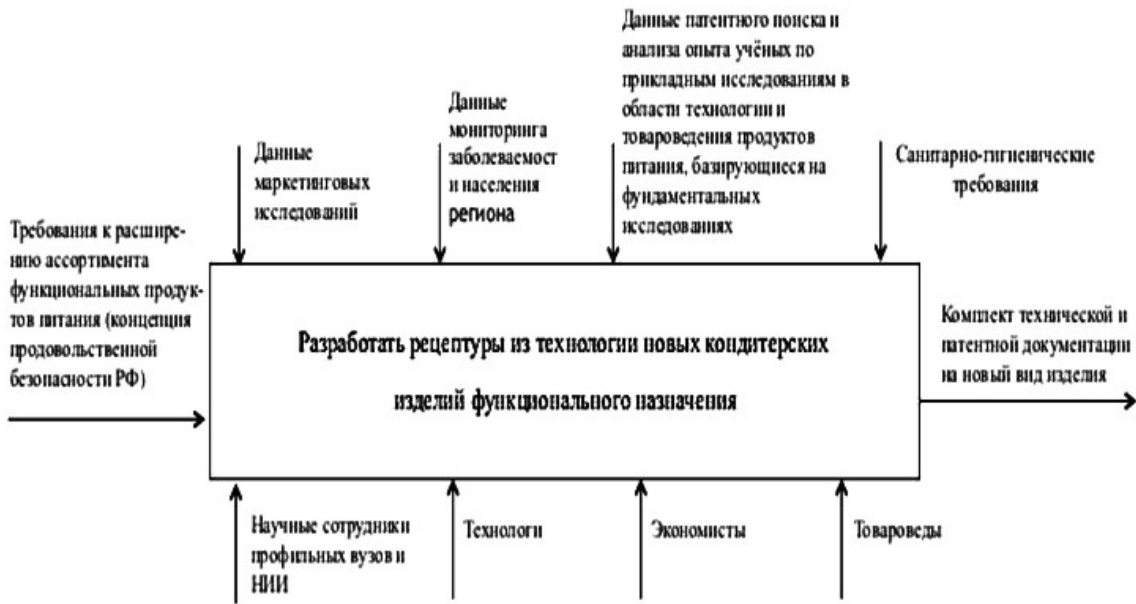 Данные патентного поиска и
анализа опыта учёных по
прикладным исследованиям в
области технологии и
товароведения продуктов
питания, базирующиеся на
фундаментальных
исследованиях
Данные
мониторинга
заболеваемост
и населения
региона
Данные
маркетинговых
исследований
Санитарно-гигиенические
требования
Требования к расшире-
нию ассортимента
функциональных продук-
тов питания (концепция
продовольственной
безопасности РФ)
Разработать рецептуры из технологии новых кондитерских
изделий функционального назначения
Комплект технической и
патентной документации
на новый вид изделия
Научные сотрудники
профильных вузов и
НИИ
Технологи
Экономисты
Товароведы